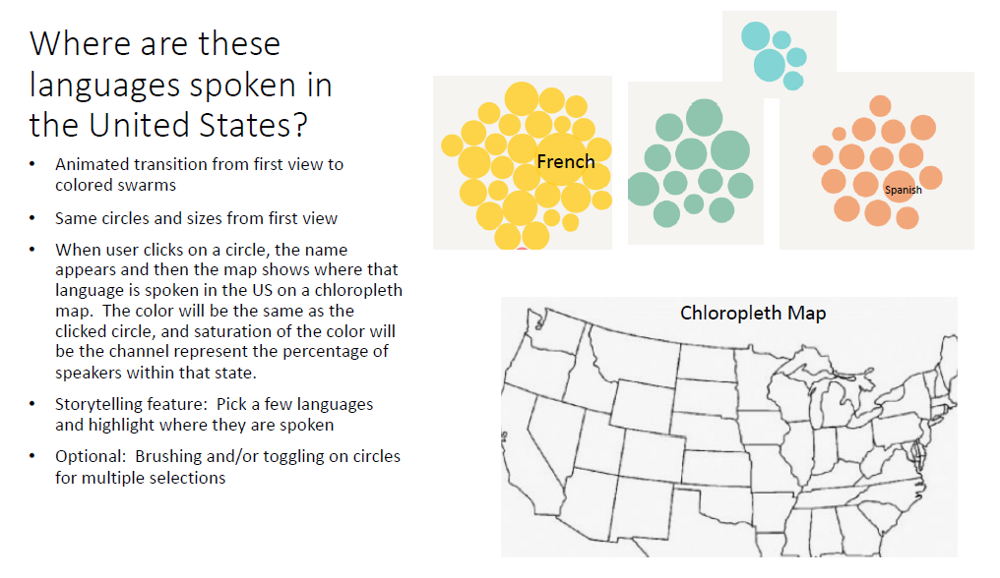 Where are these
languages spoken in
the United States?
• Animated transition from first view to
colored swarms
• Same circles and sizes from first view
• When user clicks on a circle, the name
appears and then the map shows where that
language is spoken in the US on a chloropleth
map.  The color will be the same as the
clicked circle, and saturation of the color will
be the channel represent the percentage of
speakers within that state.
• Storytelling feature:  Pick a few languages
and highlight where they are spoken
• Optional:  Brushing and/or toggling on circles
for multiple selections
French
Spanish
Chloropleth Map